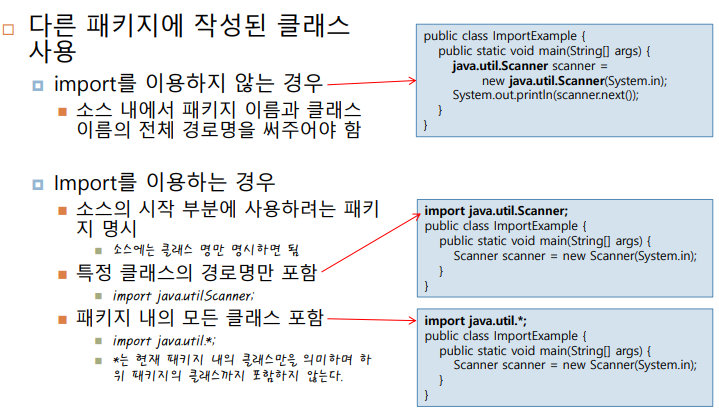 다른 패키지에 작성된 클래스
사용
import를 이용하지 않는 경우
소스 내에서 패키지 이름과 클래스
이름의 전체 경로명을 써주어야 함
public class ImportExample {
public static void main(String[] args) {
java.util.Scanner scanner =
new java.util.Scanner(System.in);
System.out.println(scanner.next());
}
}
Import를 이용하는 경우
소스의 시작 부분에 사용하려는 패키
지 명시
소스에는 클래스 명만 명시하면 됨
특정 클래스의 경로명만 포함
import java.util.Scanner;
패키지 내의 모든 클래스 포함
import java.util.*;
*는 현재 패키지 내의 클래스만을 의미하며 하
위 패키지의 클래스까지 포함하지 않는다.
import java.util.Scanner;
public class ImportExample {
public static void main(String[] args) {
Scanner scanner = new Scanner(System.in);
}
}
import java.util.*;
public class ImportExample {
public static void main(String[] args) {
Scanner scanner = new Scanner(System.in);
}
}